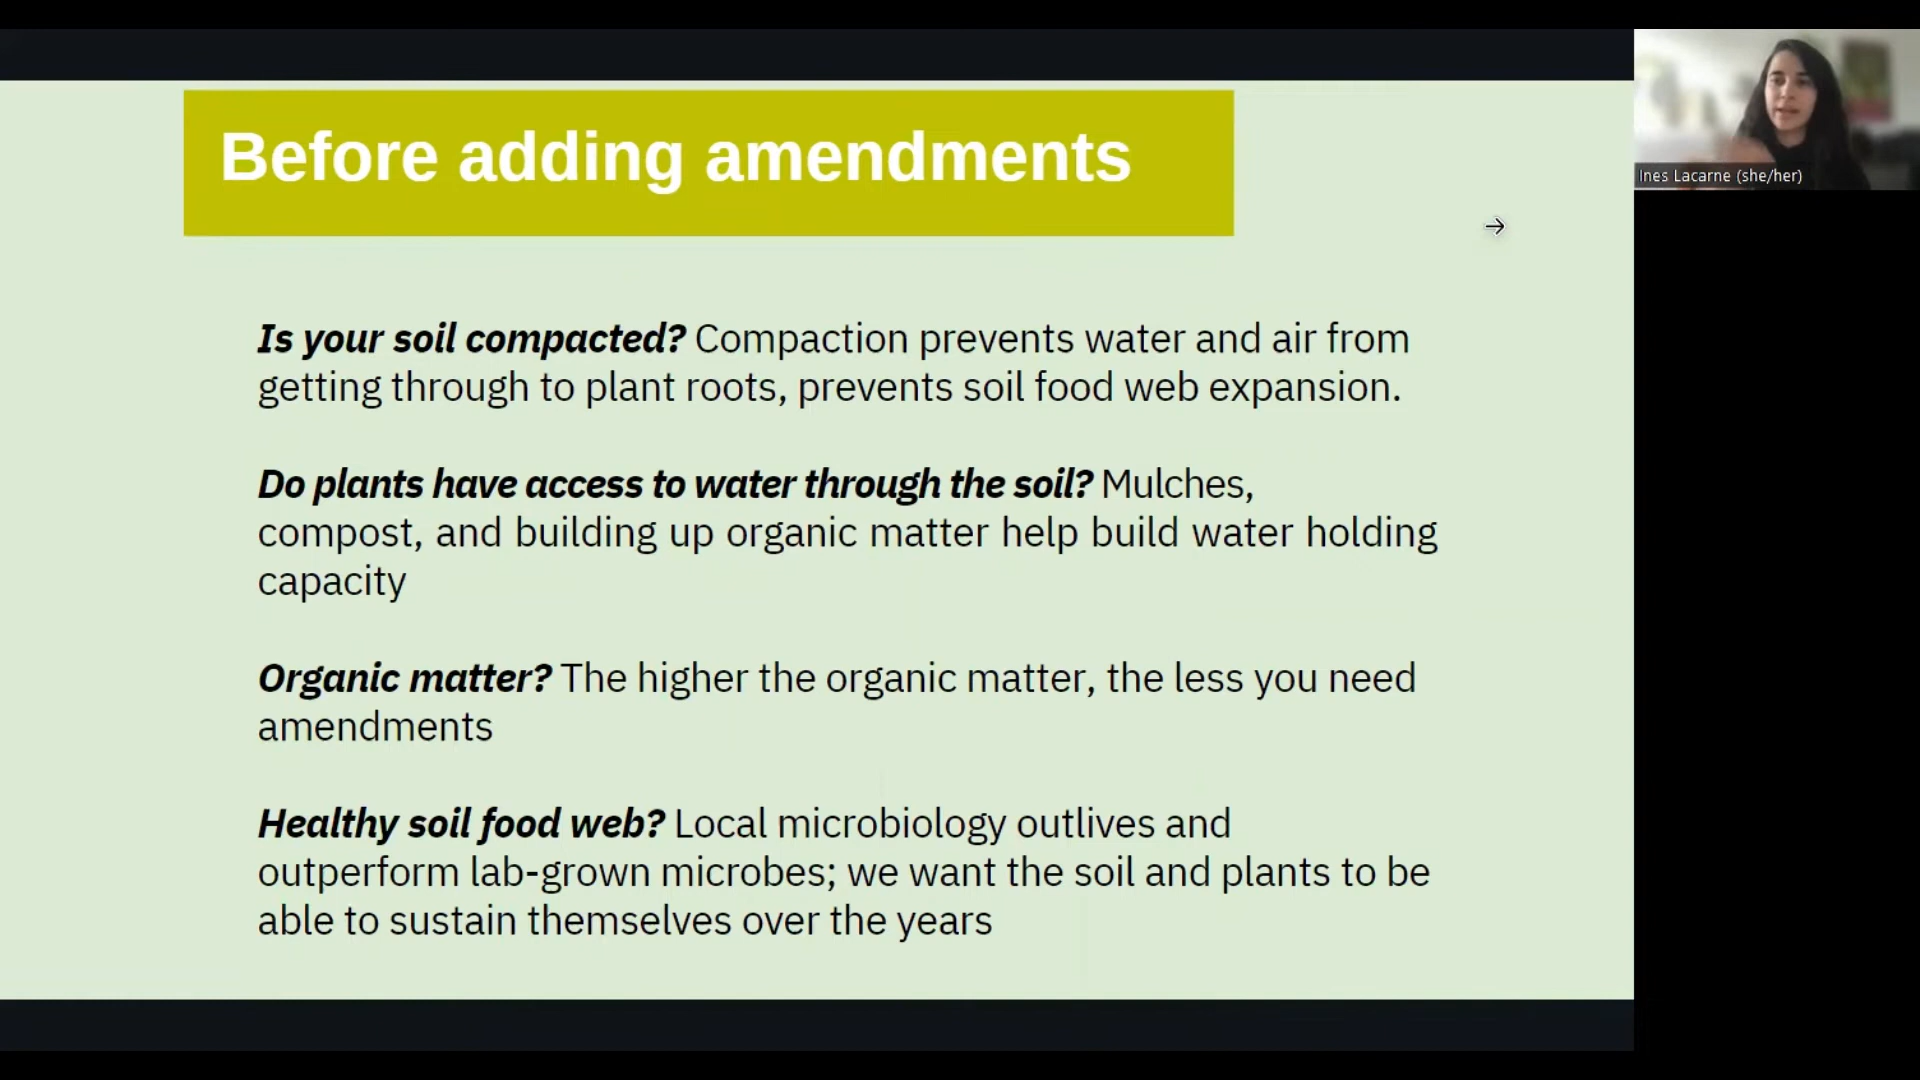 Before adding amendments
Ines Lacarne (she/her)
Is your soil compacted? Compaction prevents water and air from
getting through to plant roots, prevents soil food web expansion.
Do plants have access to water through the soil? Mulches,
compost, and building up organic matter help build water holding
capacity
Organic matter? The higher the organic matter, the less you need
amendments
Healthy soil food web? Local microbiology outlives and
outperform lab-grown microbes; we want the soil and plants to be
able to sustain themselves over the years